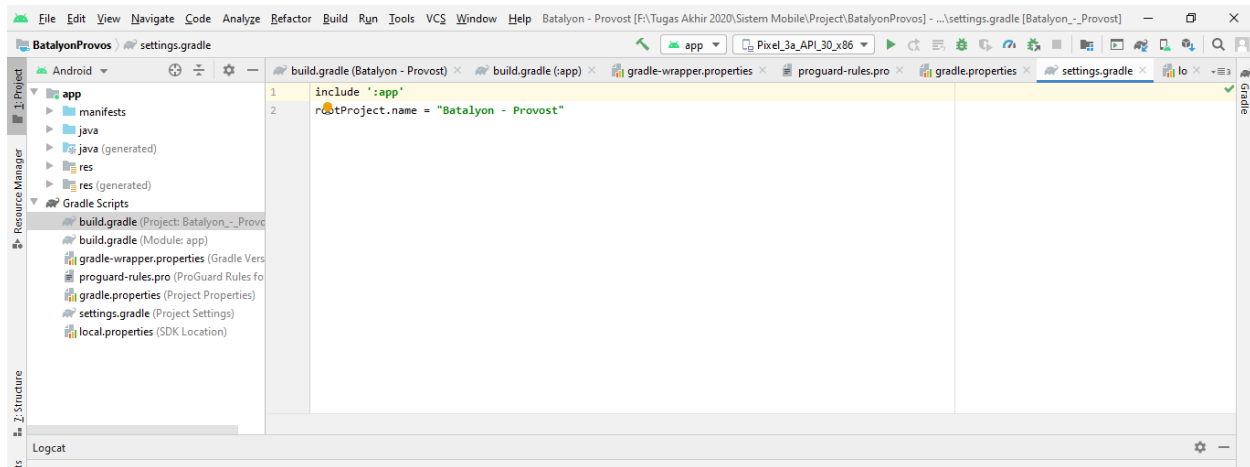 File Edit View Navigate Code Analyze Refactor Build Run Tools VCS Window Help Batalyon - Provost [F:\Tugas Akhir 2020\Sistem Mobile\Project\BatalyonProvos] - ...\settings.gradle [Batalyon_-_Provost]
BatalyonProvos settings.gradle app Pixel_3a_API_30_x86
Android build.gradle (Batalyon - Provost) build.gradle (:app) gradle-wrapper.properties proguard-rules.pro gradle.properties settings.gradle lo
1: Project
Resource Manager
7: Structure
app
manifests
java
java (generated)
res
res (generated)
Gradle Scripts
build.gradle (Project: Batalyon_-_Provo
build.gradle (Module: app)
gradle-wrapper.properties (Gradle Vers
proguard-rules.pro (ProGuard Rules fo
gradle.properties (Project Properties)
settings.gradle (Project Settings)
local.properties (SDK Location)
1 include ':app'
2 rootProject.name = "Batalyon - Provost"
Gradle
Logcat